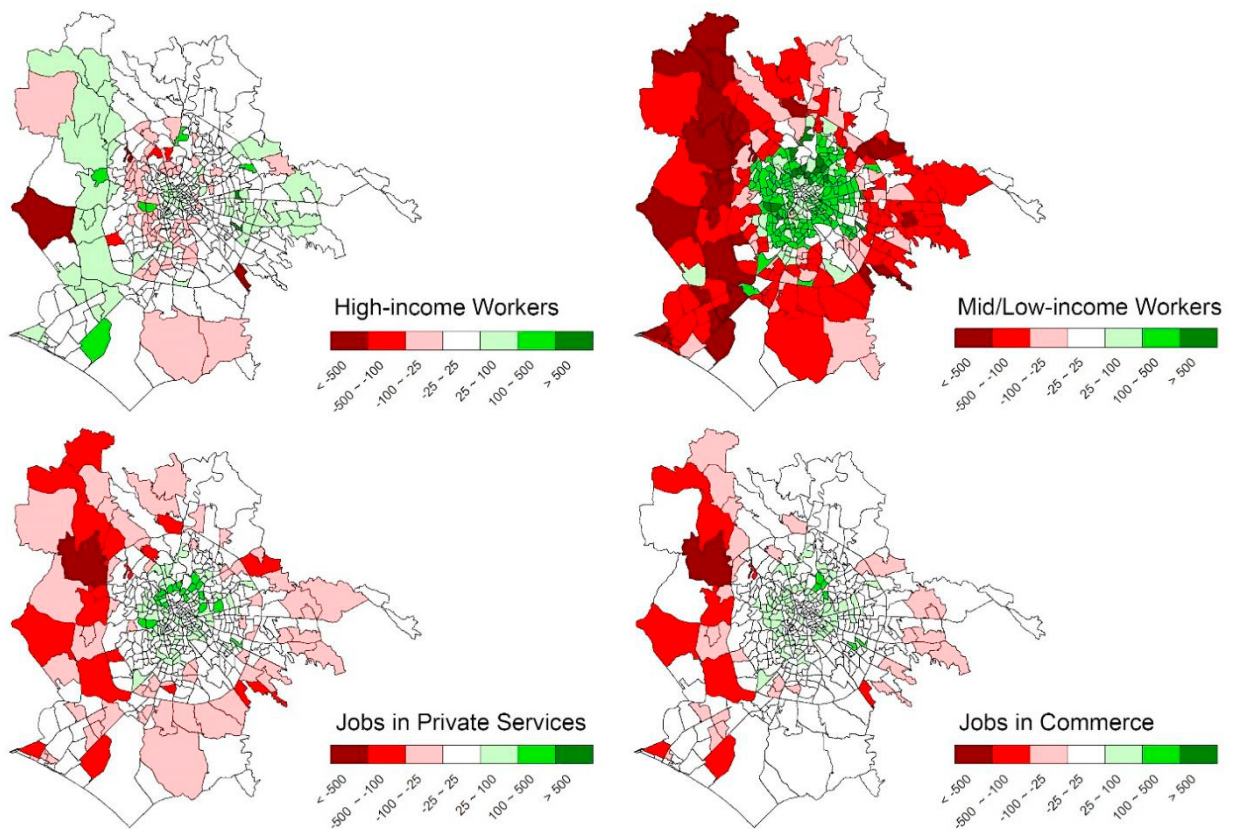 High-income Workers
< -500
-500 ~ -100
-100 ~ -25
-25 ~ 25
25 ~ 100
100 ~ 500
> 500
Mid/Low-income Workers
< -500
-500 ~ -100
-100 ~ -25
-25 ~ 25
25 ~ 100
100 ~ 500
> 500
Jobs in Private Services
< -500
-500 ~ -100
-100 ~ -25
-25 ~ 25
25 ~ 100
100 ~ 500
> 500
Jobs in Commerce
< -500
-500 ~ -100
-100 ~ -25
-25 ~ 25
25 ~ 100
100 ~ 500
> 500